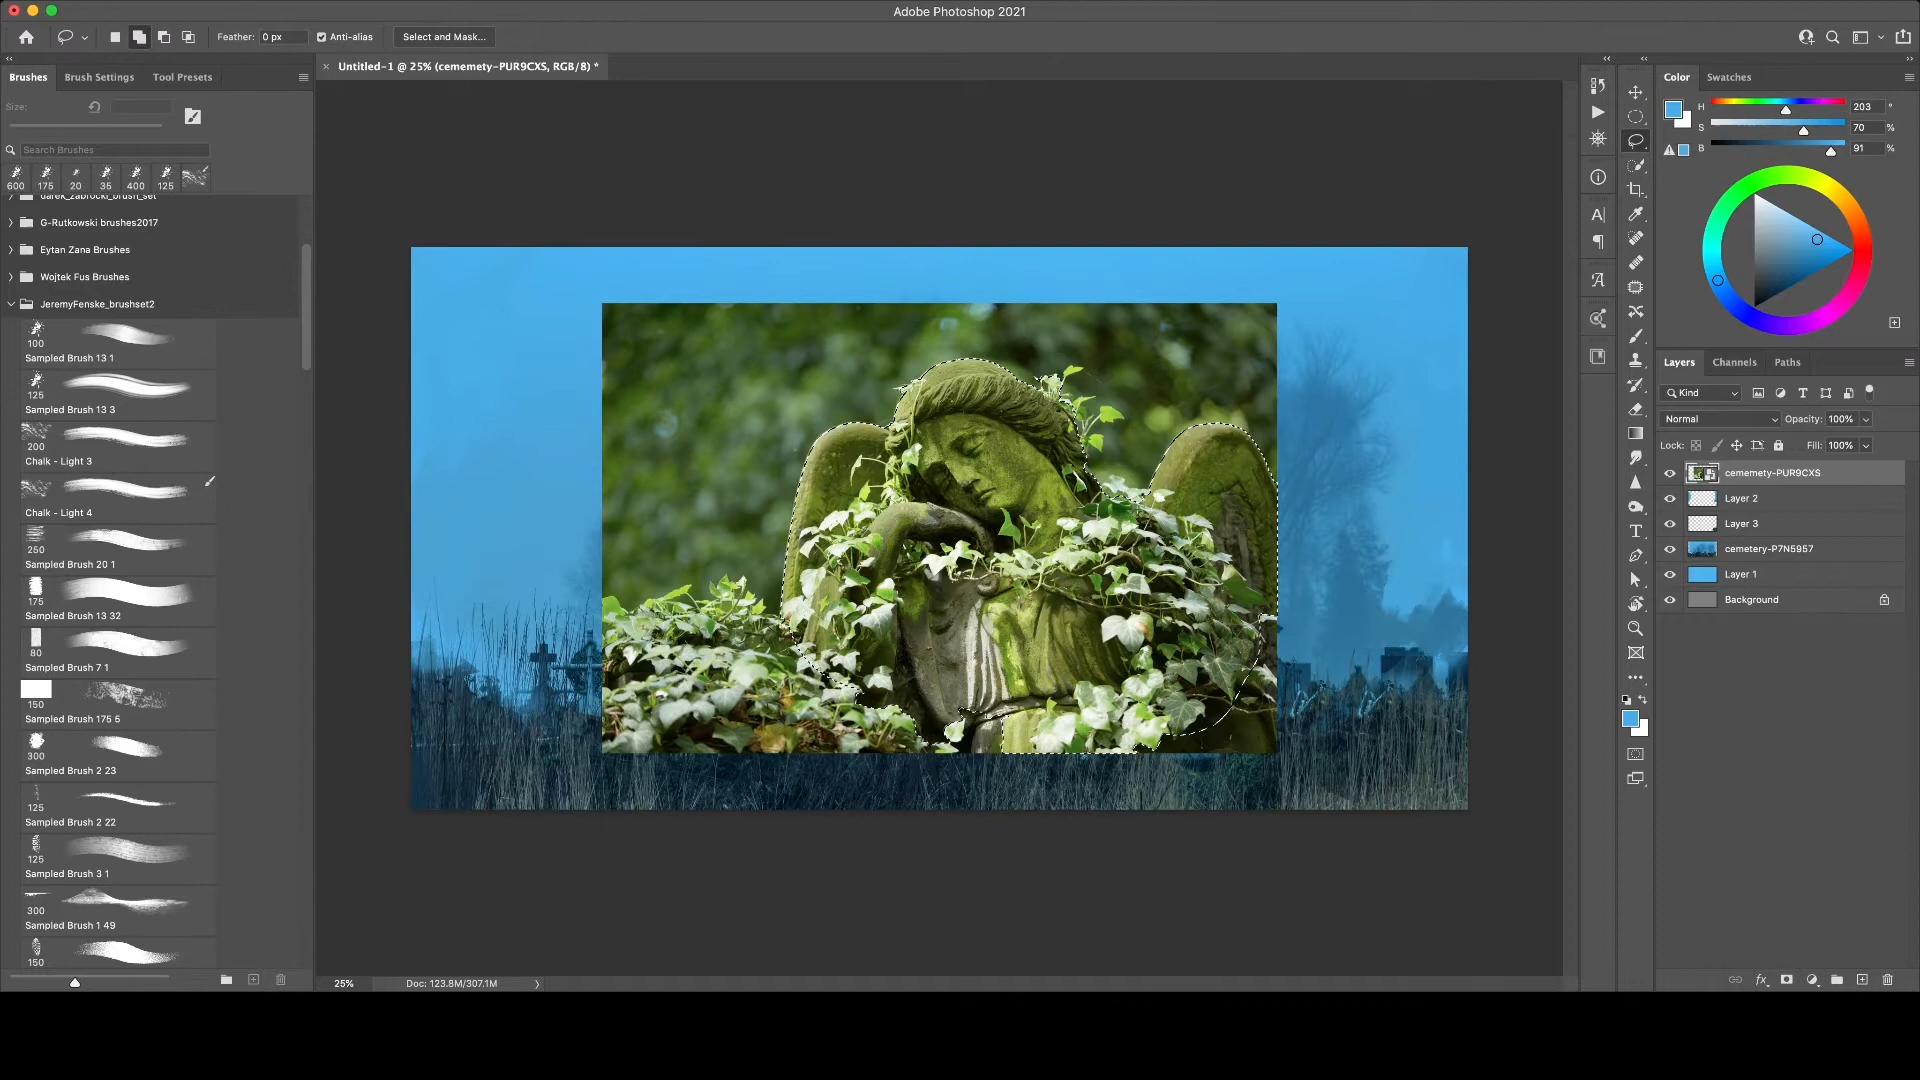 Adobe Photoshop 2021
Feather: 0 px
Anti-alias
Select and Mask...
Brushes
Brush Settings
Tool Presets
Size:
Search Brushes
600 175 20 35 400 125
darek_zabrocki_brush_set
G-Rutkowski brushes2017
Eytan Zana Brushes
Wojtek Fus Brushes
JeremyFenske_brushset2
100
Sampled Brush 13 1
125
Sampled Brush 13 3
200
Chalk - Light 3
Chalk - Light 4
250
Sampled Brush 20 1
175
Sampled Brush 13 32
80
Sampled Brush 7 1
150
Sampled Brush 175 5
300
Sampled Brush 2 23
125
Sampled Brush 2 22
125
Sampled Brush 3 1
300
Sampled Brush 1 49
150
Untitled-1 @ 25% (cememety-PUR9CXS, RGB/8) *
25%
Doc: 123.8M/307.1M
Color
Swatches
H 203 °
S 70 %
B 91 %
Layers
Channels
Paths
Kind
Normal
Opacity: 100%
Lock:
Fill: 100%
cememety-PUR9CXS
Layer 2
Layer 3
cemetery-P7N5957
Layer 1
Background
fx